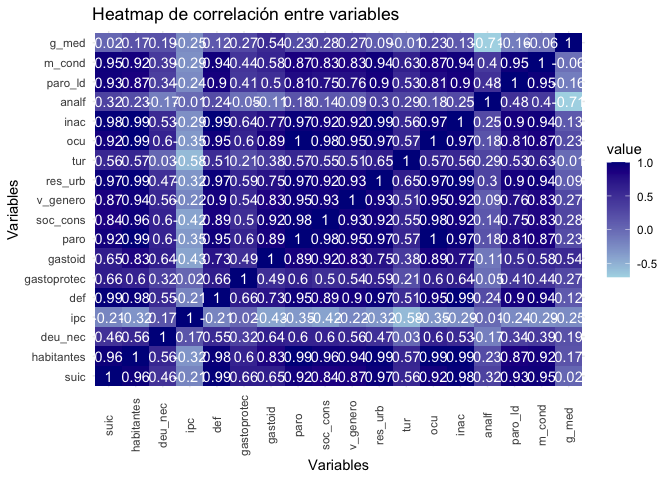 Heatmap de correlación entre variables
g_med 0.02 0.17 0.19 -0.25 0.12 0.27 0.54 0.23 0.28 0.27 0.09 -0.01 0.23 0.13 -0.71 -0.16 -0.06 1
m_cond 0.95 0.92 0.39 -0.29 0.94 0.44 0.58 0.87 0.83 0.83 0.94 0.63 0.87 0.94 0.4 0.95 1 -0.06
paro_ld 0.93 0.87 0.34 -0.24 0.9 0.41 0.5 0.81 0.75 0.76 0.9 0.53 0.81 0.9 0.48 1 0.95 -0.16
analf 0.32 0.23 -0.17 -0.01 0.24 -0.05 -0.11 0.18 0.14 0.09 0.3 0.29 0.18 0.25 1 0.48 0.4 -0.71
inac 0.98 0.99 0.53 -0.29 0.99 0.64 0.77 0.97 0.92 0.92 0.99 0.56 0.97 1 0.25 0.9 0.94 0.13
ocu 0.92 0.99 0.6 -0.35 0.95 0.6 0.89 1 0.98 0.95 0.97 0.57 1 0.97 0.18 0.81 0.87 0.23
tur 0.56 0.57 0.03 -0.58 0.51 0.21 0.38 0.57 0.55 0.51 0.65 1 0.57 0.56 0.29 0.53 0.63 -0.01
res_urb 0.97 0.99 0.47 -0.32 0.97 0.59 0.75 0.97 0.92 0.93 1 0.65 0.97 0.99 0.3 0.9 0.94 0.09
v_genero 0.87 0.94 0.56 -0.22 0.9 0.54 0.83 0.95 0.93 1 0.93 0.51 0.95 0.92 0.09 0.76 0.83 0.27
soc_cons 0.84 0.96 0.6 -0.42 0.89 0.5 0.92 0.98 1 0.93 0.92 0.55 0.98 0.92 0.14 0.75 0.83 0.28
paro 0.92 0.99 0.6 -0.35 0.95 0.6 0.89 1 0.98 0.95 0.97 0.57 1 0.97 0.18 0.81 0.87 0.23
gastoid 0.65 0.83 0.64 -0.43 0.73 0.49 1 0.89 0.92 0.83 0.75 0.38 0.89 0.77 -0.11 0.5 0.58 0.54
gastoprotec 0.66 0.6 0.32 0.02 0.66 1 0.49 0.6 0.5 0.54 0.59 0.21 0.6 0.64 -0.05 0.41 0.44 0.27
def 0.99 0.98 0.55 -0.21 1 0.66 0.73 0.95 0.89 0.9 0.97 0.51 0.95 0.99 0.24 0.9 0.94 0.12
ipc -0.21 -0.32 0.17 1 -0.21 0.02 -0.43 -0.35 -0.42 -0.22 -0.32 -0.58 -0.35 -0.29 -0.01 -0.24 -0.29 -0.25
deu_nec 0.46 0.56 1 0.17 0.55 0.32 0.64 0.6 0.6 0.56 0.47 0.03 0.6 0.53 -0.17 0.34 0.39 0.19
habitantes 0.96 1 0.56 -0.32 0.98 0.6 0.83 0.99 0.96 0.94 0.99 0.57 0.99 0.99 0.23 0.87 0.92 0.17
suic 1 0.96 0.46 -0.21 0.99 0.66 0.65 0.92 0.84 0.87 0.97 0.56 0.92 0.98 0.32 0.93 0.95 0.02
suic habitantes deu_nec ipc def gastoprotec gastoid paro soc_cons v_genero res_urb tur ocu inac analf paro_ld m_cond g_med
Variables
Variables
value
1.0
0.5
0.0
-0.5